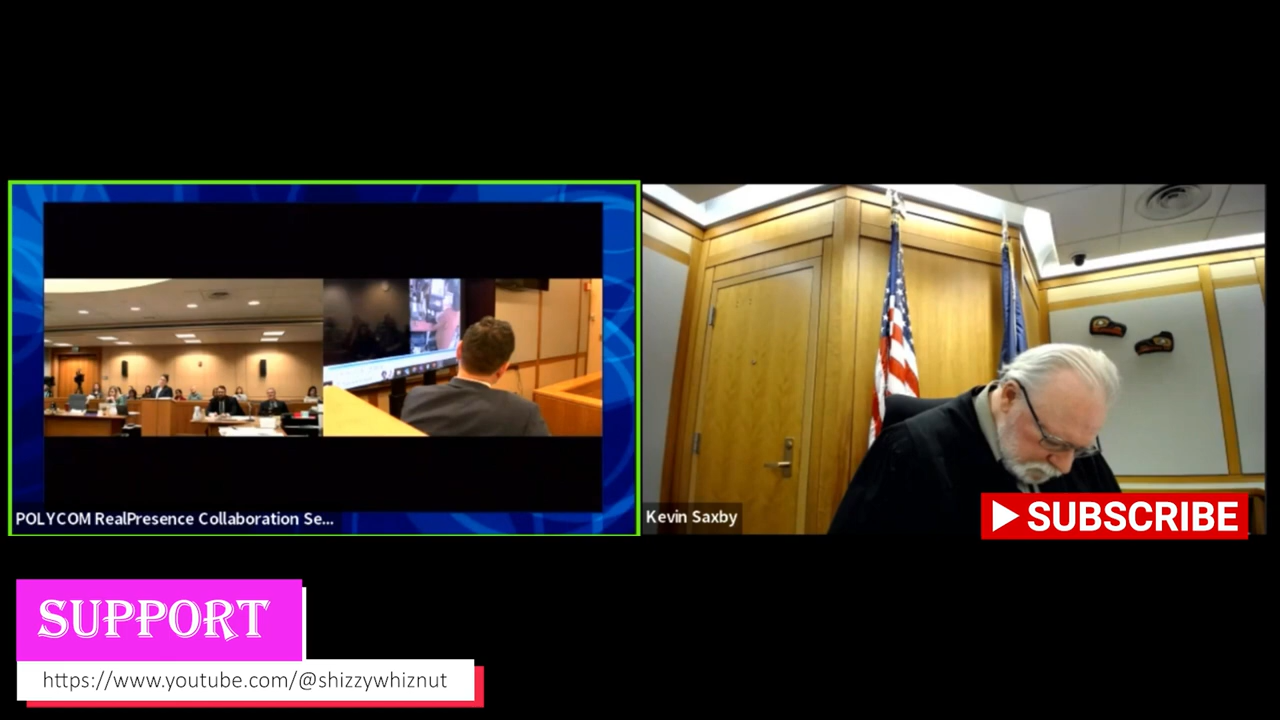 POLYCOM RealPresence Collaboration Se...
Kevin Saxby
SUBSCRIBE
SUPPORT
https://www.youtube.com/@shizzywhiznut